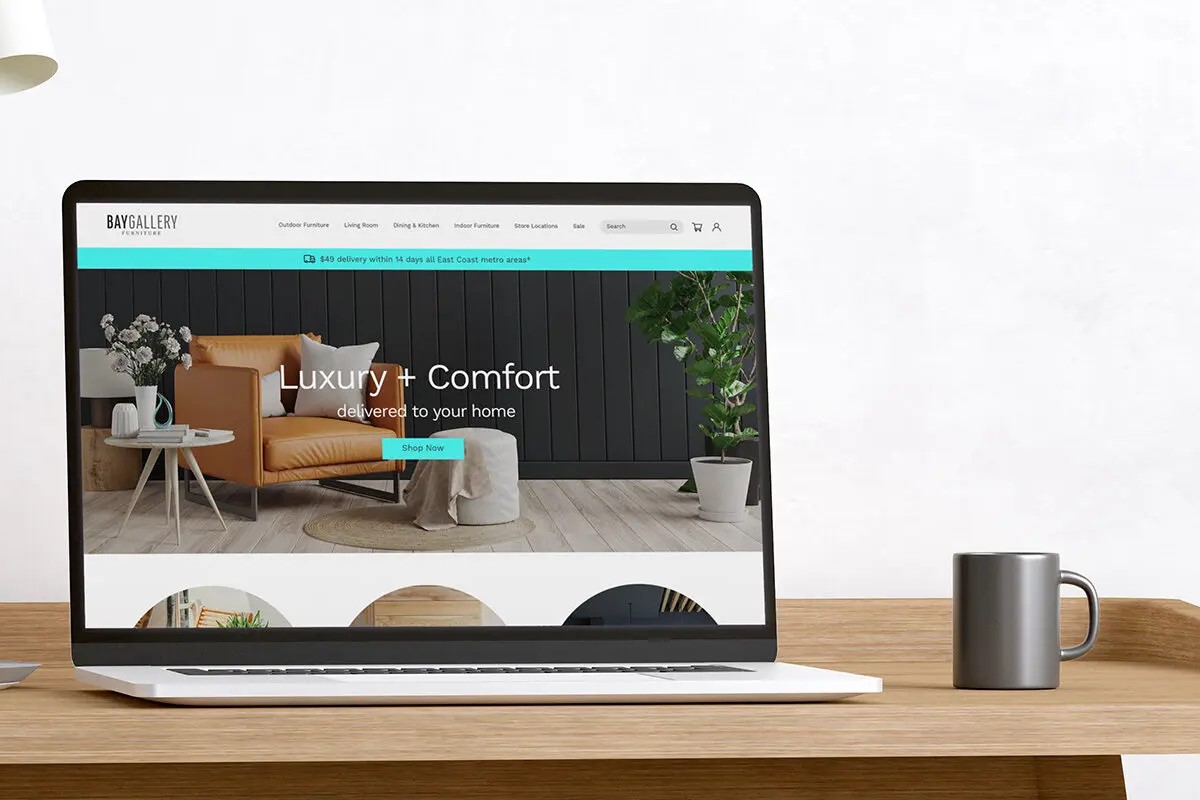 BAYGALLERY
FURNITURE
Outdoor Furniture Living Room Dining & Kitchen Indoor Furniture Store Locations Sale Search
$49 delivery within 14 days all East Coast metro areas*
Luxury + Comfort
delivered to your home
Shop Now